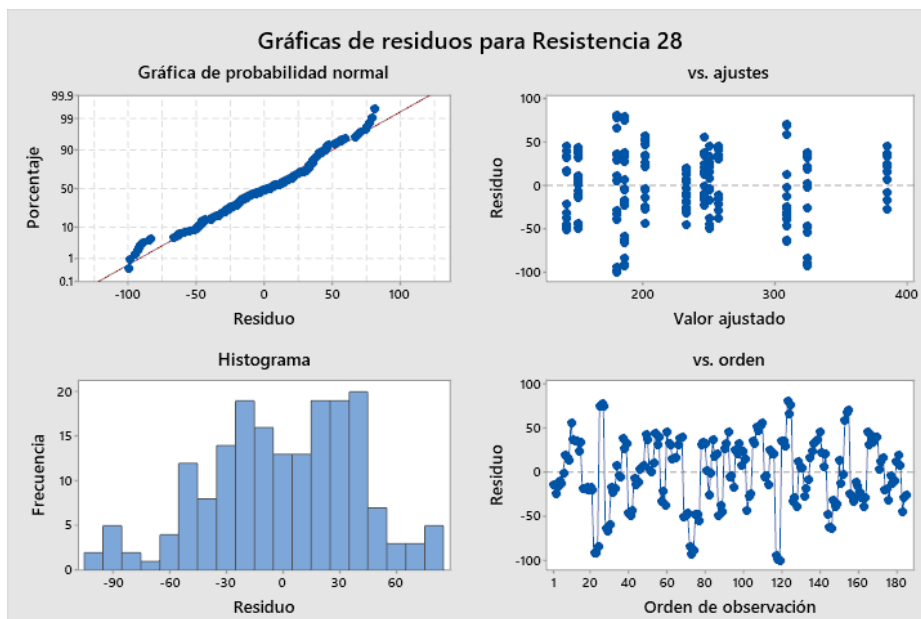 Gráficas de residuos para Resistencia 28
Gráfica de probabilidad normal
99.9
99
90
50
10
1
0.1
Porcentaje
-100 -50 0 50 100
Residuo
vs. ajustes
100
50
0
-50
-100
Residuo
200 300 400
Valor ajustado
Histograma
20
15
10
5
0
Frecuencia
-90 -60 -30 0 30 60
Residuo
vs. orden
100
50
0
-50
-100
Residuo
1 20 40 60 80 100 120 140 160 180
Orden de observación